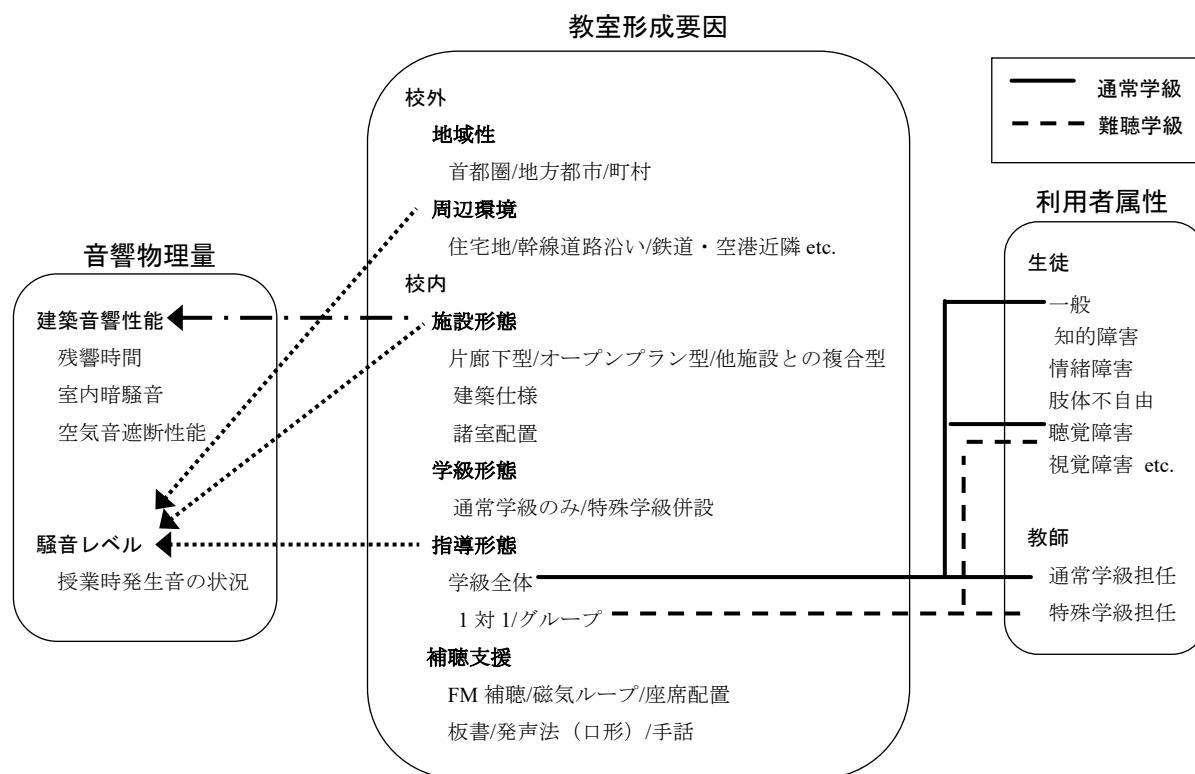 教室形成要因
校外
地域性
首都圏/地方都市/町村
周辺環境
住宅地/幹線道路沿い/鉄道・空港近隣 etc.
校内
施設形態
片廊下型/オープンプラン型/他施設との複合型
建築仕様
諸室配置
学級形態
通常学級のみ/特殊学級併設
指導形態
学級全体
1 対 1/グループ
補聴支援
FM 補聴/磁気ループ/座席配置
板書/発声法（口形）/手話
音響物理量
建築音響性能
残響時間
室内暗騒音
空気音遮断性能
騒音レベル
授業時発生音の状況
通常学級
難聴学級
利用者属性
生徒
一般
知的障害
情緒障害
肢体不自由
聴覚障害
視覚障害 etc.
教師
通常学級担任
特殊学級担任